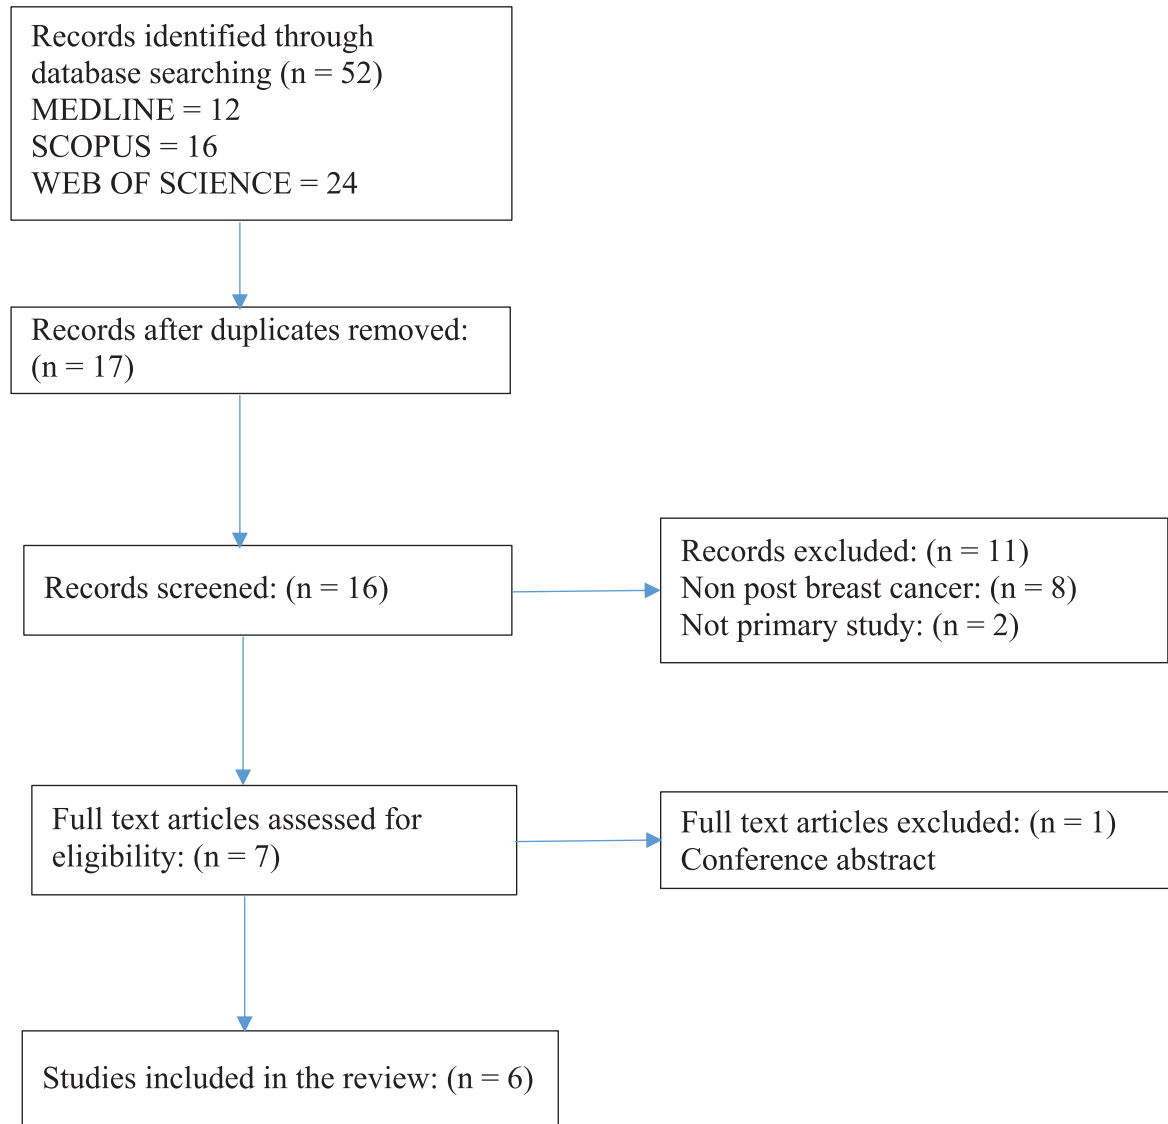 Records identified through
database searching (n = 52)
MEDLINE = 12
SCOPUS = 16
WEB OF SCIENCE = 24
Records after duplicates removed:
(n = 17)
Records screened: (n = 16)
Records excluded: (n = 11)
Non post breast cancer: (n = 8)
Not primary study: (n = 2)
Full text articles assessed for
eligibility: (n = 7)
Full text articles excluded: (n = 1)
Conference abstract
Studies included in the review: (n = 6)